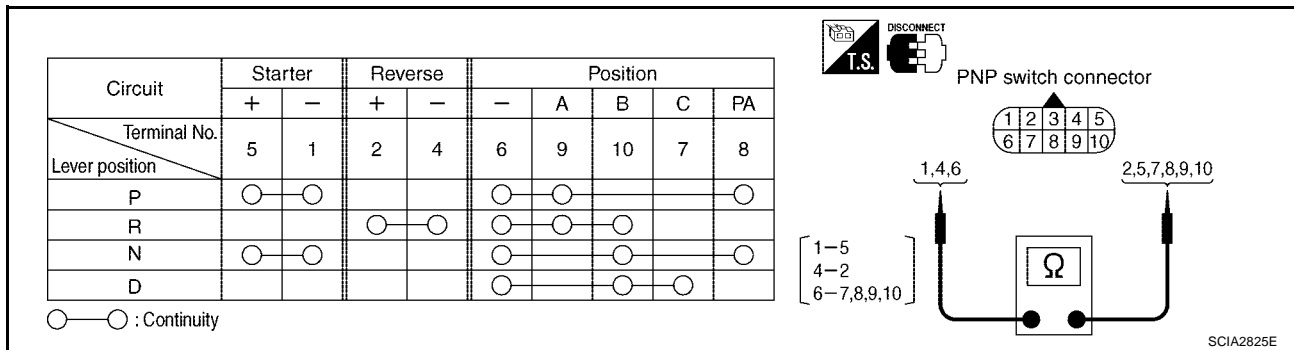 Circuit Starter Reverse Position
+ − + − − A B C PA
Terminal No.
Lever position
5 1 2 4 6 9 10 7 8
P
R
N
D
: Continuity
T.S.
DISCONNECT
PNP switch connector
1 2 3 4 5
6 7 8 9 10
1,4,6
2,5,7,8,9,10
1−5
4−2
6−7,8,9,10
Ω
SCIA2825E